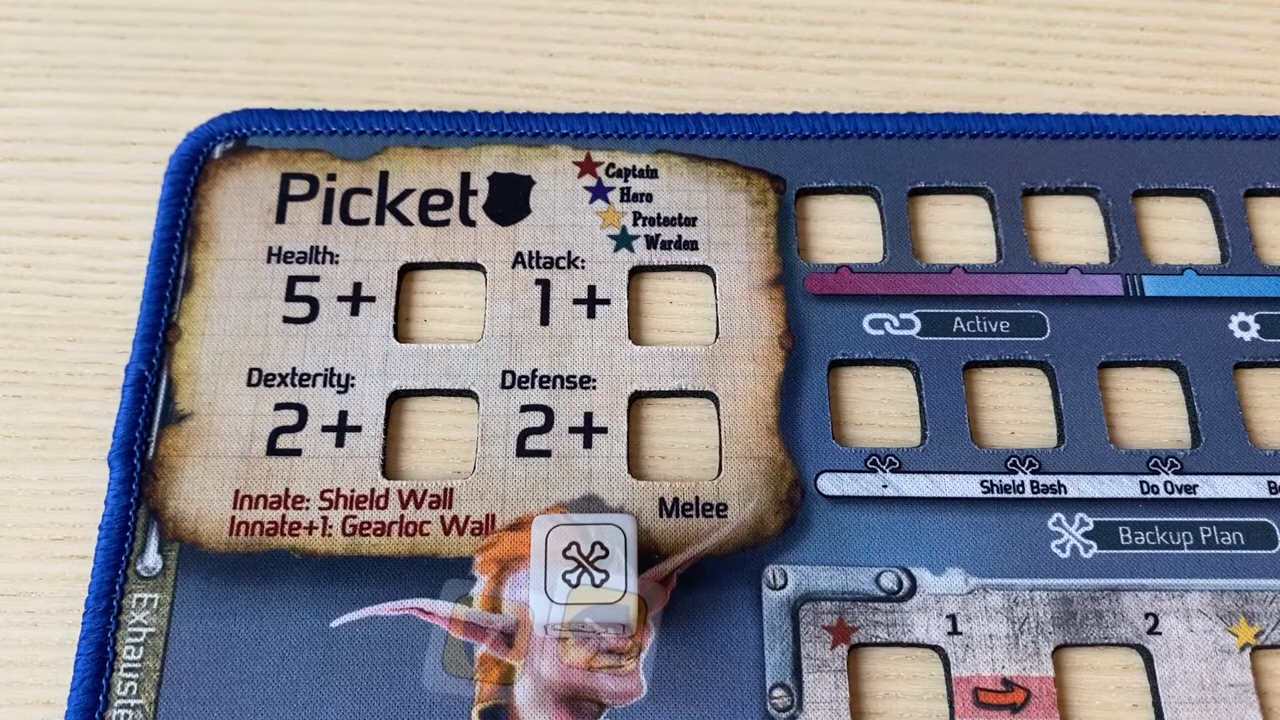 Picket
Captain
Hero
Protector
Warden
Health:
5+
Attack:
1+
Dexterity:
2+
Defense:
2+
Innate: Shield Wall
Innate+1: Gearloc Wall
Melee
Active
Shield Bash
Do Over
Backup Plan
1
2